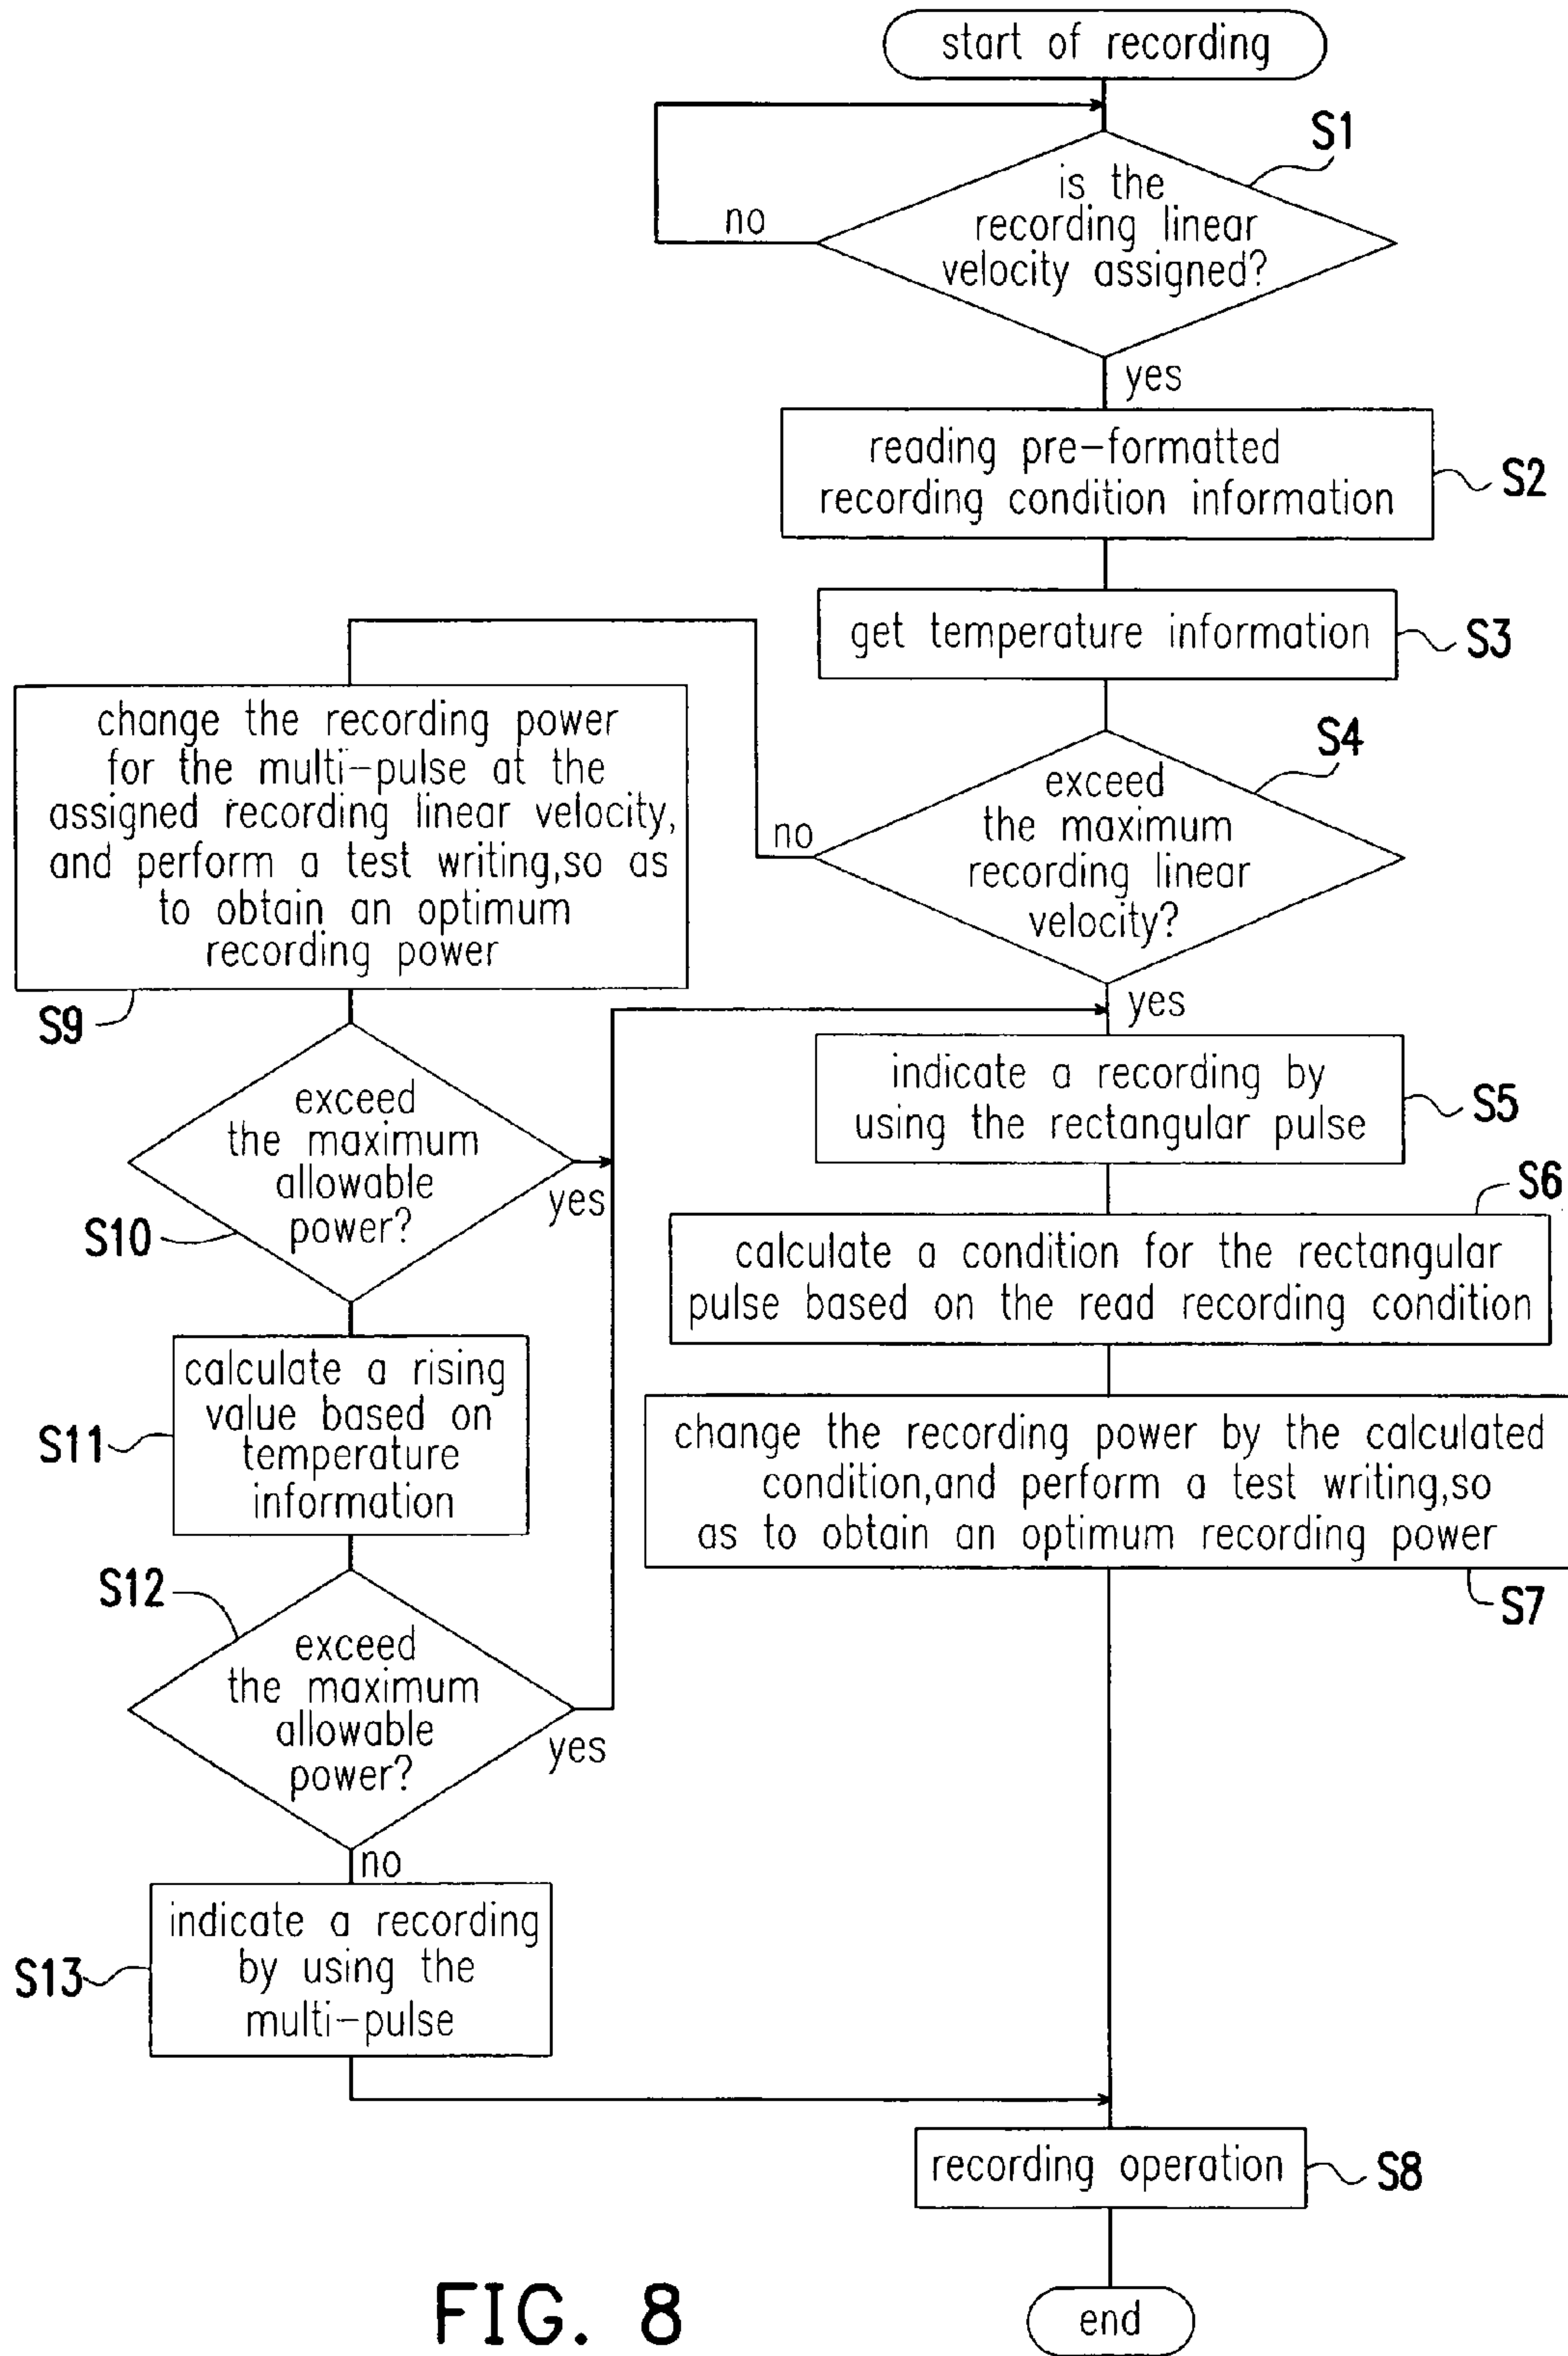 start of recording
S1
is the
recording linear
velocity assigned?
no
yes
reading pre-formatted
recording condition information
S2
get temperature information
S3
S4
exceed
the maximum
recording linear
velocity?
no
yes
change the recording power
for the multi-pulse at the
assigned recording linear velocity,
and perform a test writing,so as
to obtain an optimum
recording power
S9
exceed
the maximum
allowable
power?
yes
S10
calculate a rising
value based on
temperature
information
S11
S12
exceed
the maximum
allowable
power?
yes
no
indicate a recording
by using the
multi-pulse
S13
indicate a recording by
using the rectangular pulse
S5
S6
calculate a condition for the rectangular
pulse based on the read recording condition
change the recording power by the calculated
condition,and perform a test writing,so
as to obtain an optimum recording power
S7
recording operation
S8
end
FIG. 8